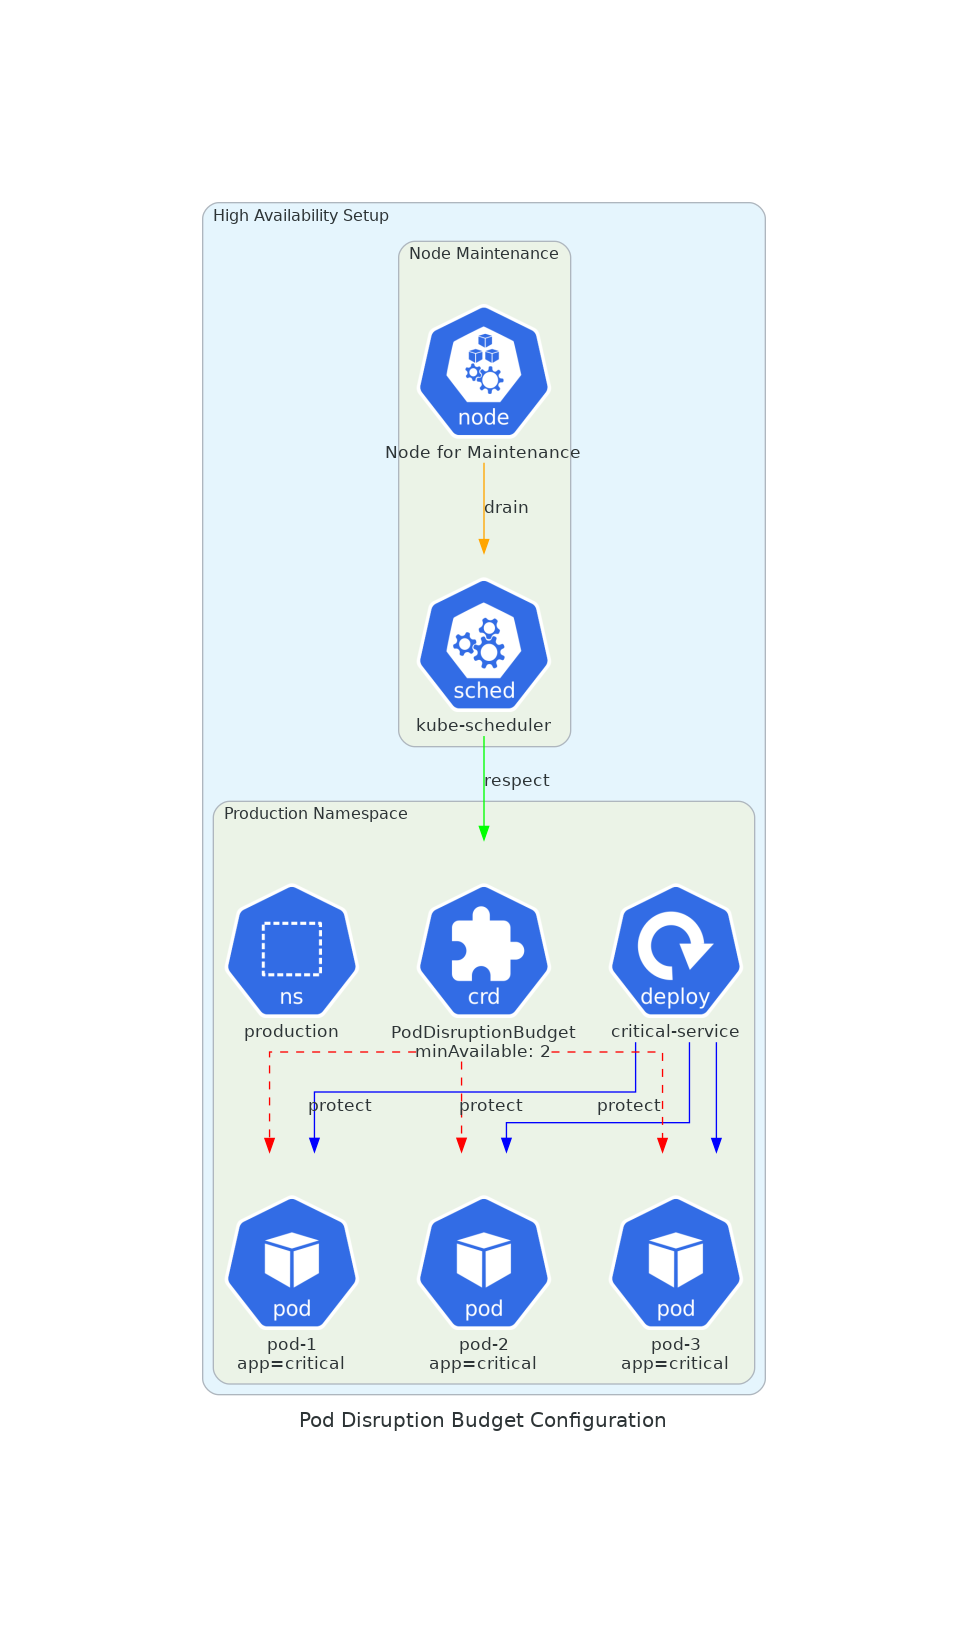 High Availability Setup
Node Maintenance
node
Node for Maintenance
drain
sched
kube-scheduler
respect
Production Namespace
ns
crd
deploy
production
PodDisruptionBudget
minAvailable: 2
critical-service
protect
protect
protect
pod
pod
pod
pod-1
app=critical
pod-2
app=critical
pod-3
app=critical
Pod Disruption Budget Configuration